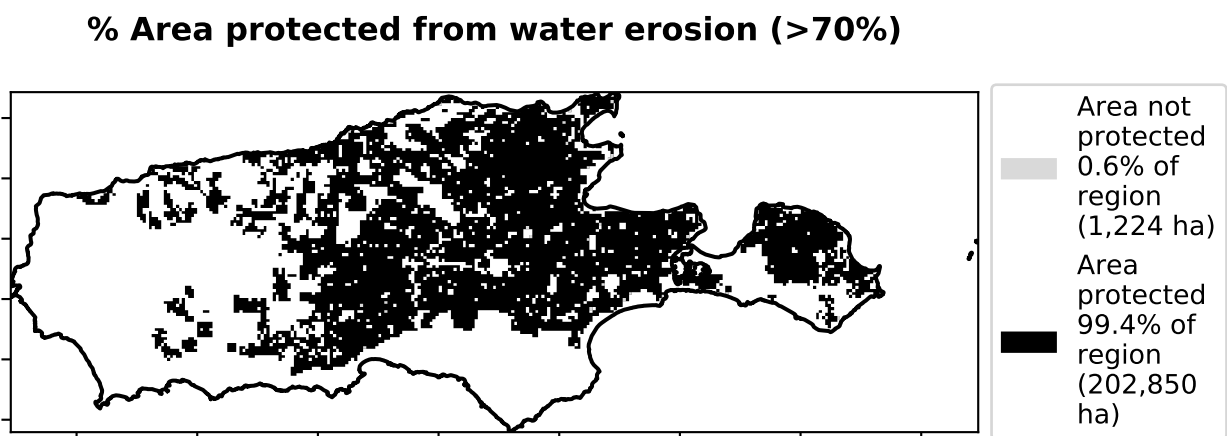 % Area protected from water erosion (>70%)
Area not
protected
0.6% of
region
(1,224 ha)
Area
protected
99.4% of
region
(202,850
ha)